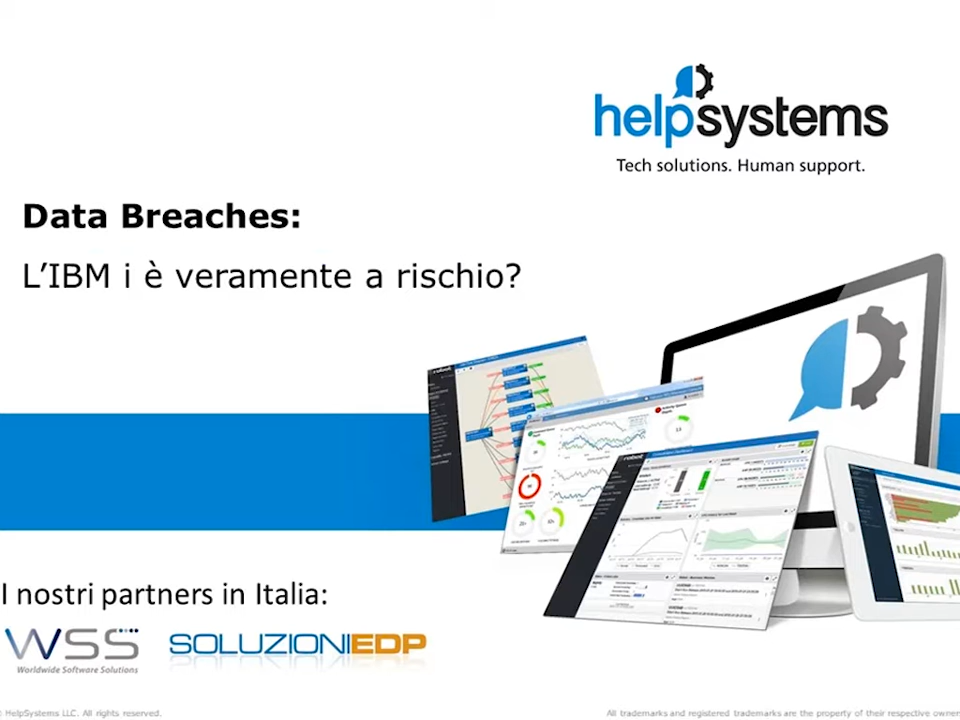 helpsystems
Tech solutions. Human support.
Data Breaches:
L'IBM i è veramente a rischio?
I nostri partners in Italia:
WSS
Worldwide Software Solutions
SOLUZIONIEDP
HelpSystems LLC. All rights reserved.
All trademarks and registered trademarks are the property of their respective owner